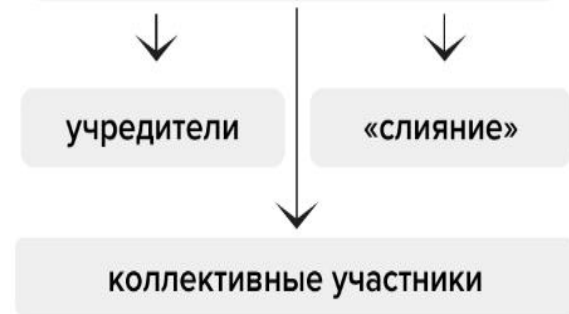 учредители
«слияние»
коллективные участники